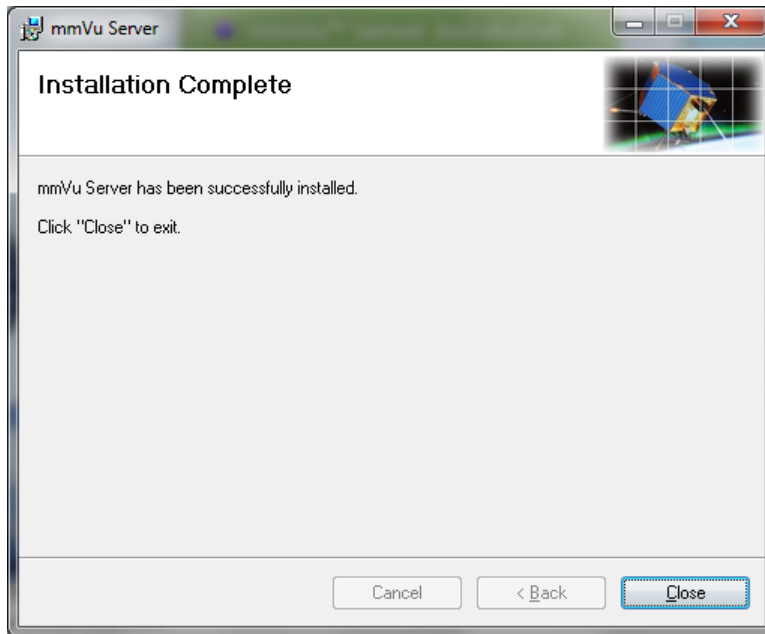 mmVu Server
Installation Complete
mmVu Server has been successfully installed.
Click "Close" to exit.
Cancel
< Back
Close